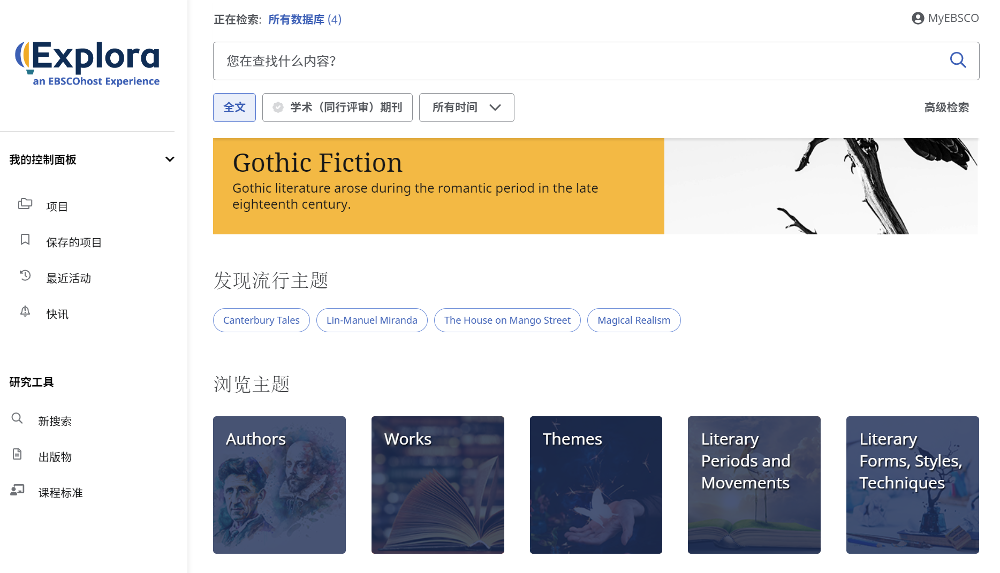 Explora
an EBSCOhost Experience
我的控制面板
项目
保存的项目
最近活动
快讯
研究工具
新搜索
出版物
课程标准
正在检索: 所有数据库 (4)
MyEBSCO
您在查找什么内容?
全文
学术（同行评审）期刊
所有时间
高级检索
Gothic Fiction
Gothic literature arose during the romantic period in the late
eighteenth century.
发现流行主题
Canterbury Tales
Lin-Manuel Miranda
The House on Mango Street
Magical Realism
浏览主题
Authors
Works
Themes
Literary
Periods and
Movements
Literary
Forms, Styles,
Techniques